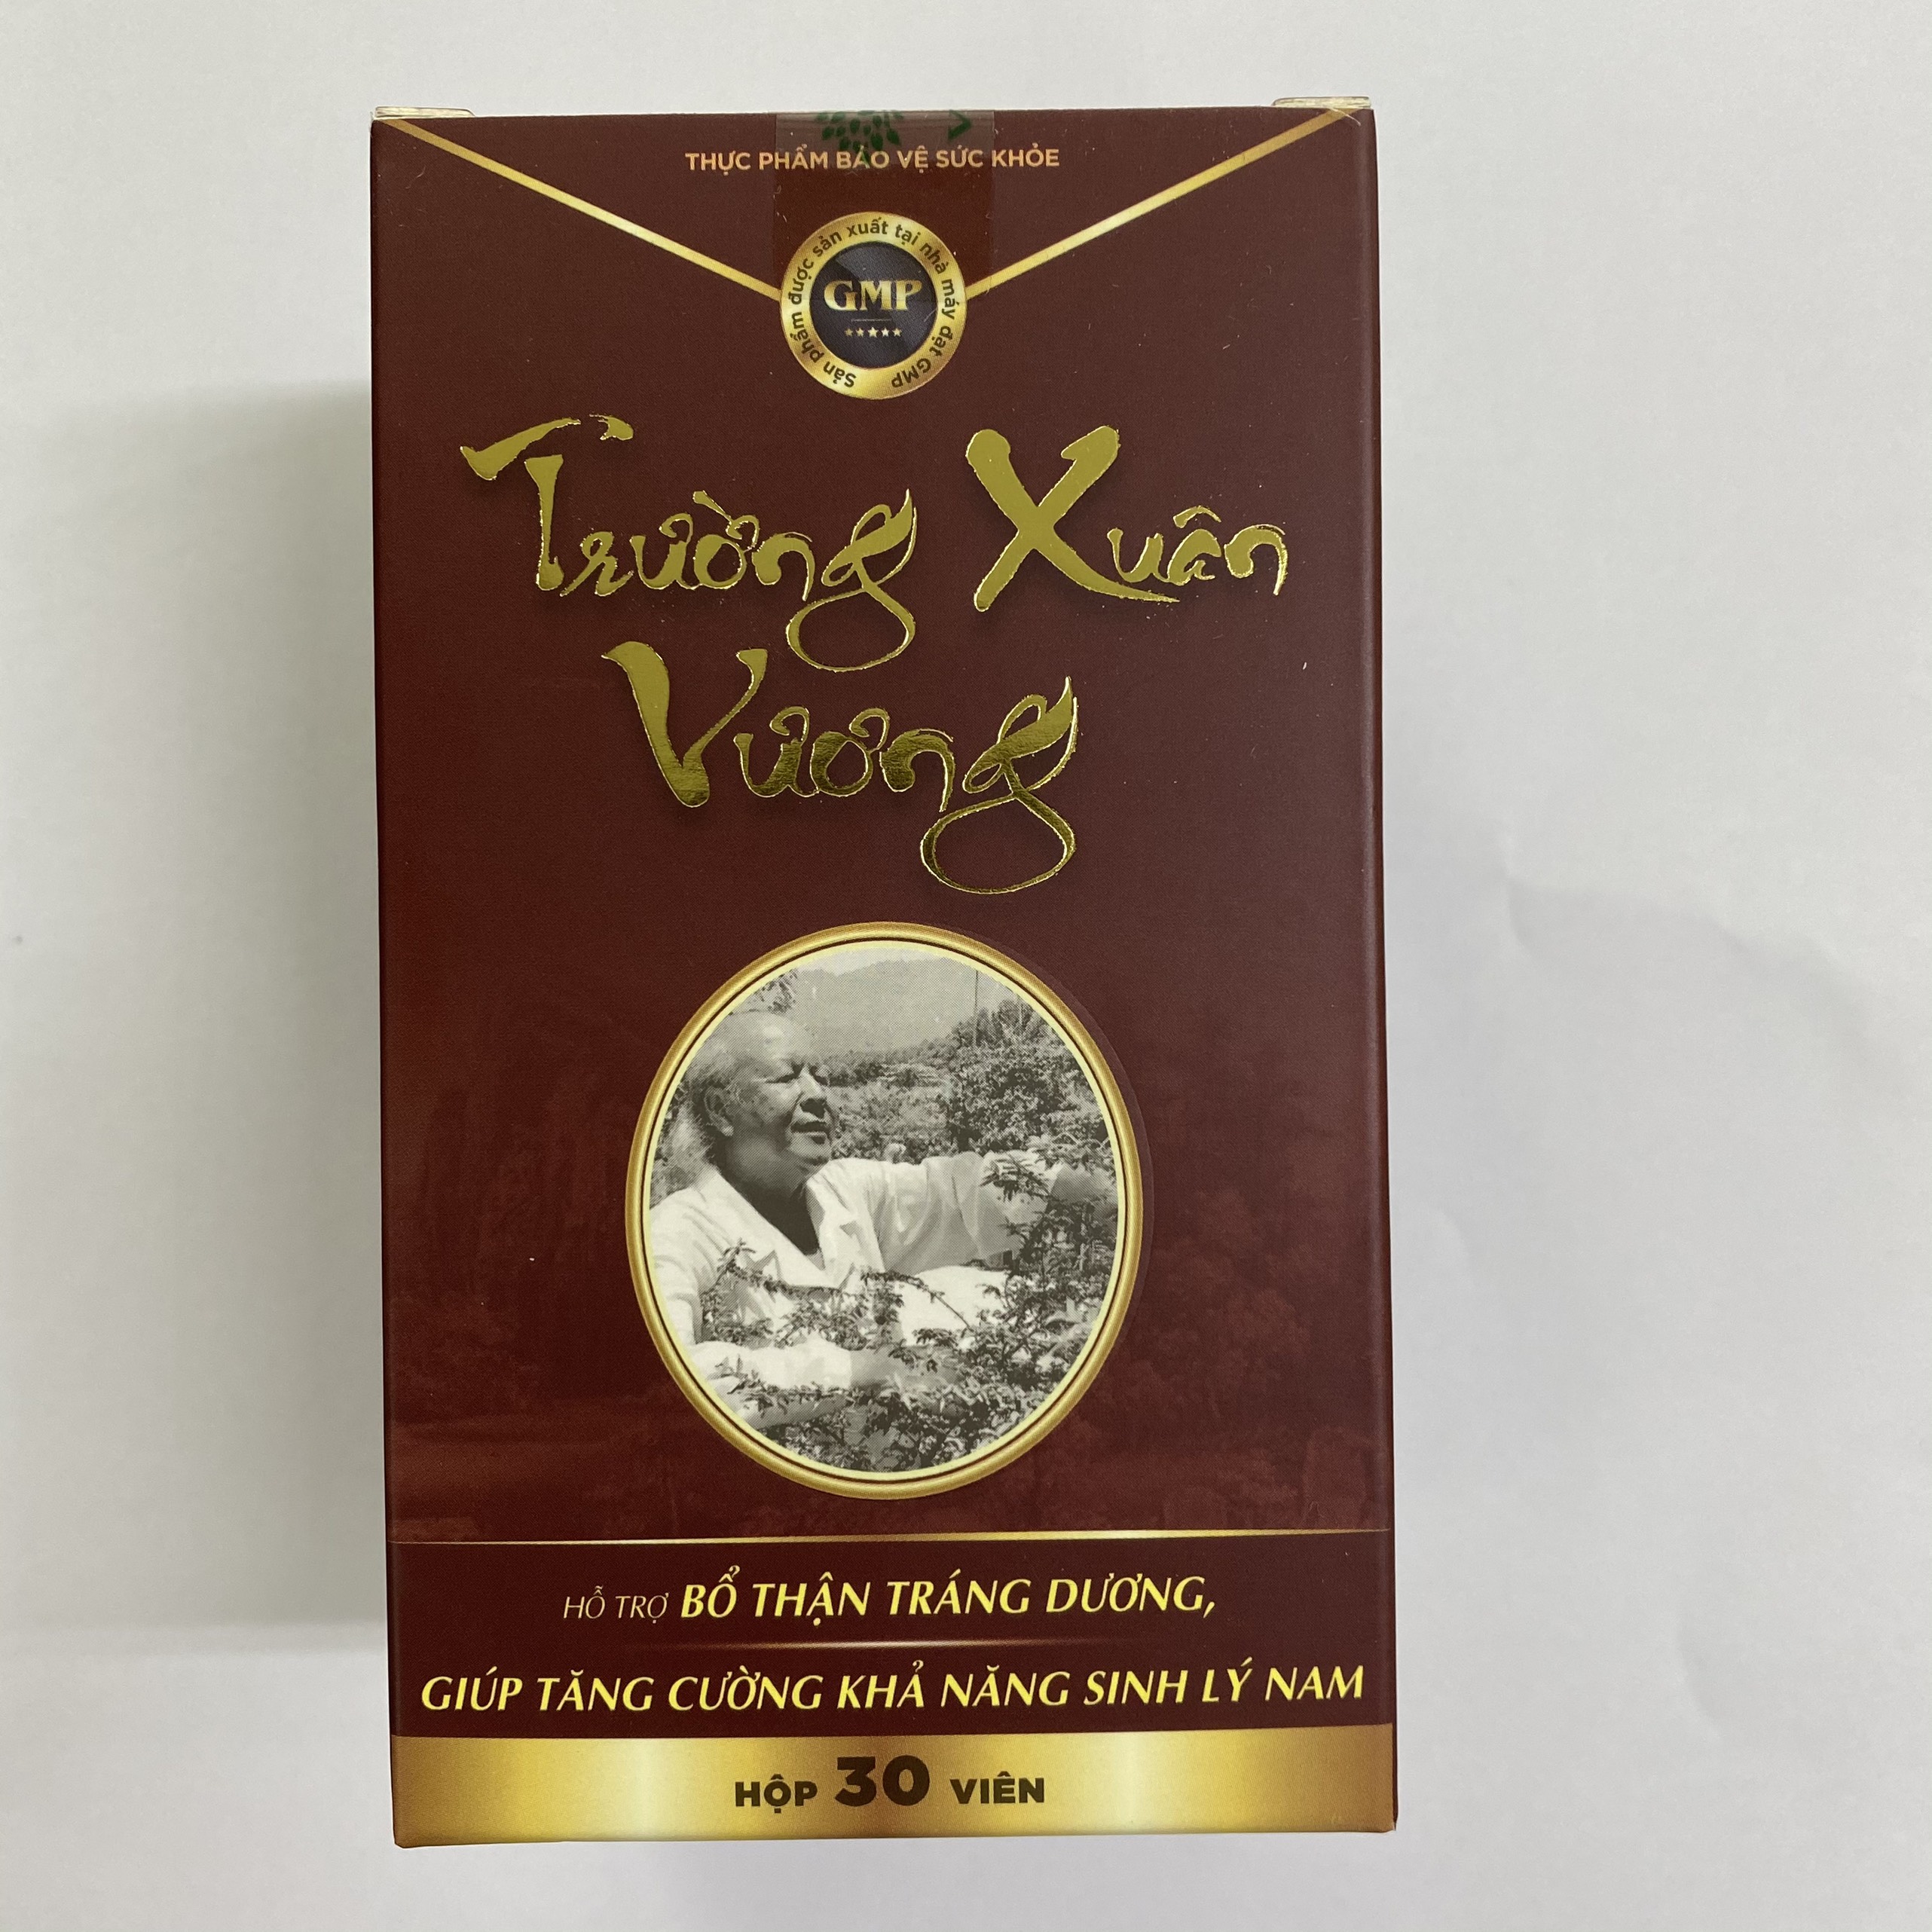 THỰC PHẨM BẢO VỆ SỨC KHỎE
Sản phẩm được sản xuất tại nhà máy đạt GMP
GMP
Trường Xuân
Vương
HỖ TRỢ BỔ THẬN TRÁNG DƯƠNG,
GIÚP TĂNG CƯỜNG KHẢ NĂNG SINH LÝ NAM
HỘP 30 VIÊN